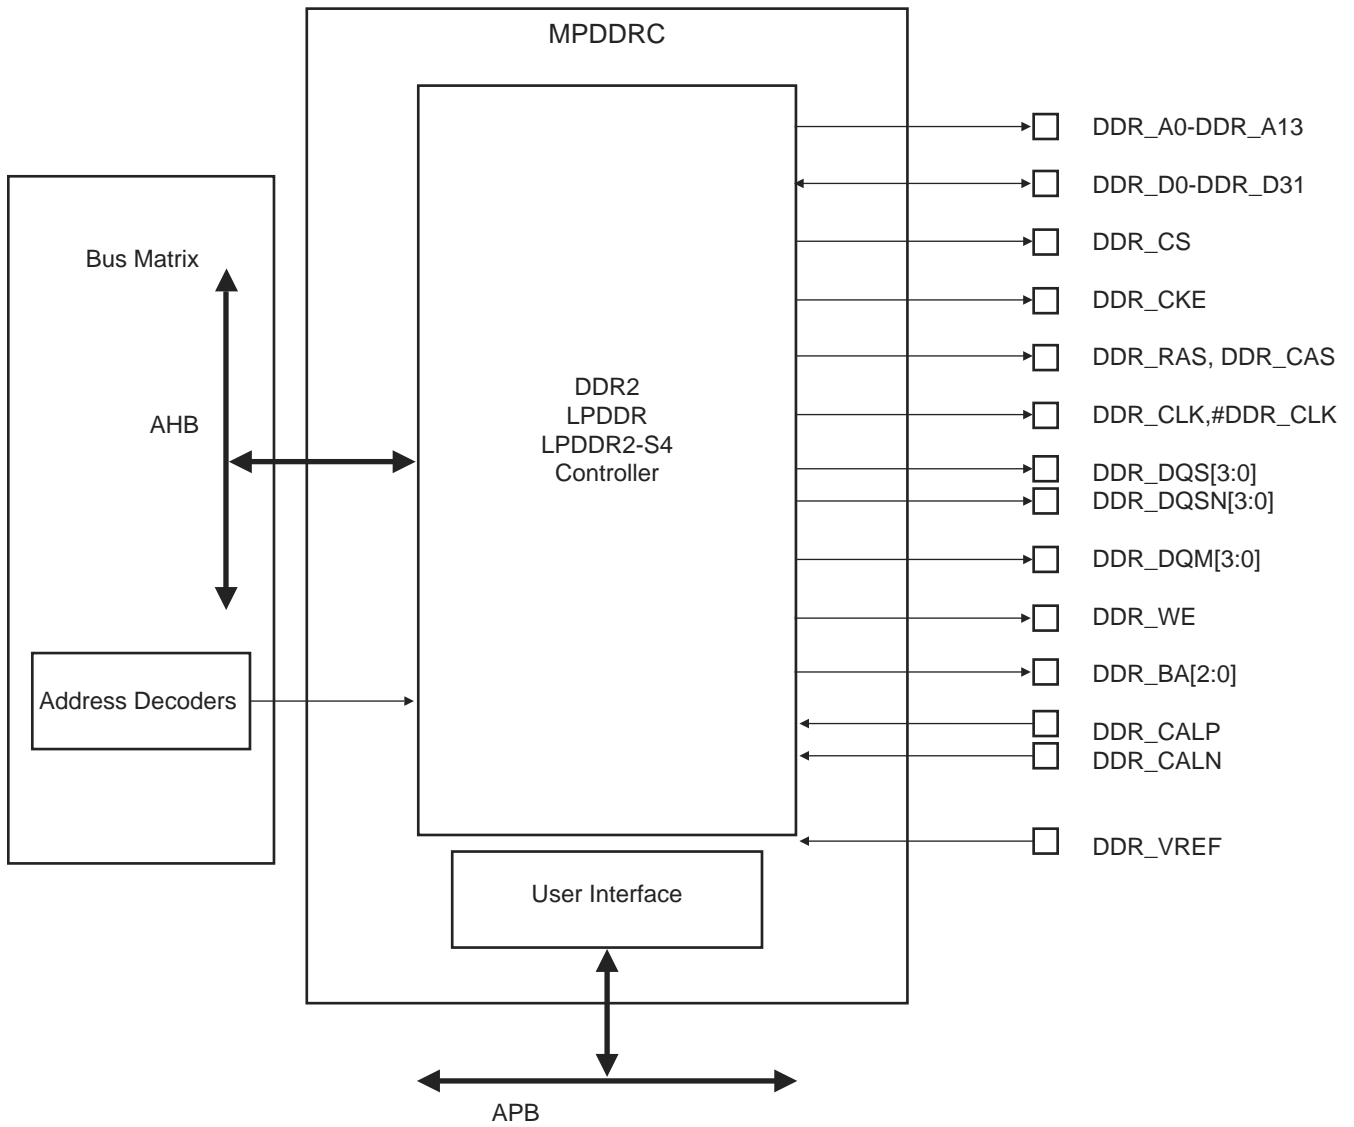 MPDDRC
Bus Matrix
AHB
Address Decoders
DDR2
LPDDR
LPDDR2-S4
Controller
User Interface
APB
DDR_A0-DDR_A13
DDR_D0-DDR_D31
DDR_CS
DDR_CKE
DDR_RAS, DDR_CAS
DDR_CLK,#DDR_CLK
DDR_DQS[3:0]
DDR_DQSN[3:0]
DDR_DQM[3:0]
DDR_WE
DDR_BA[2:0]
DDR_CALP
DDR_CALN
DDR_VREF